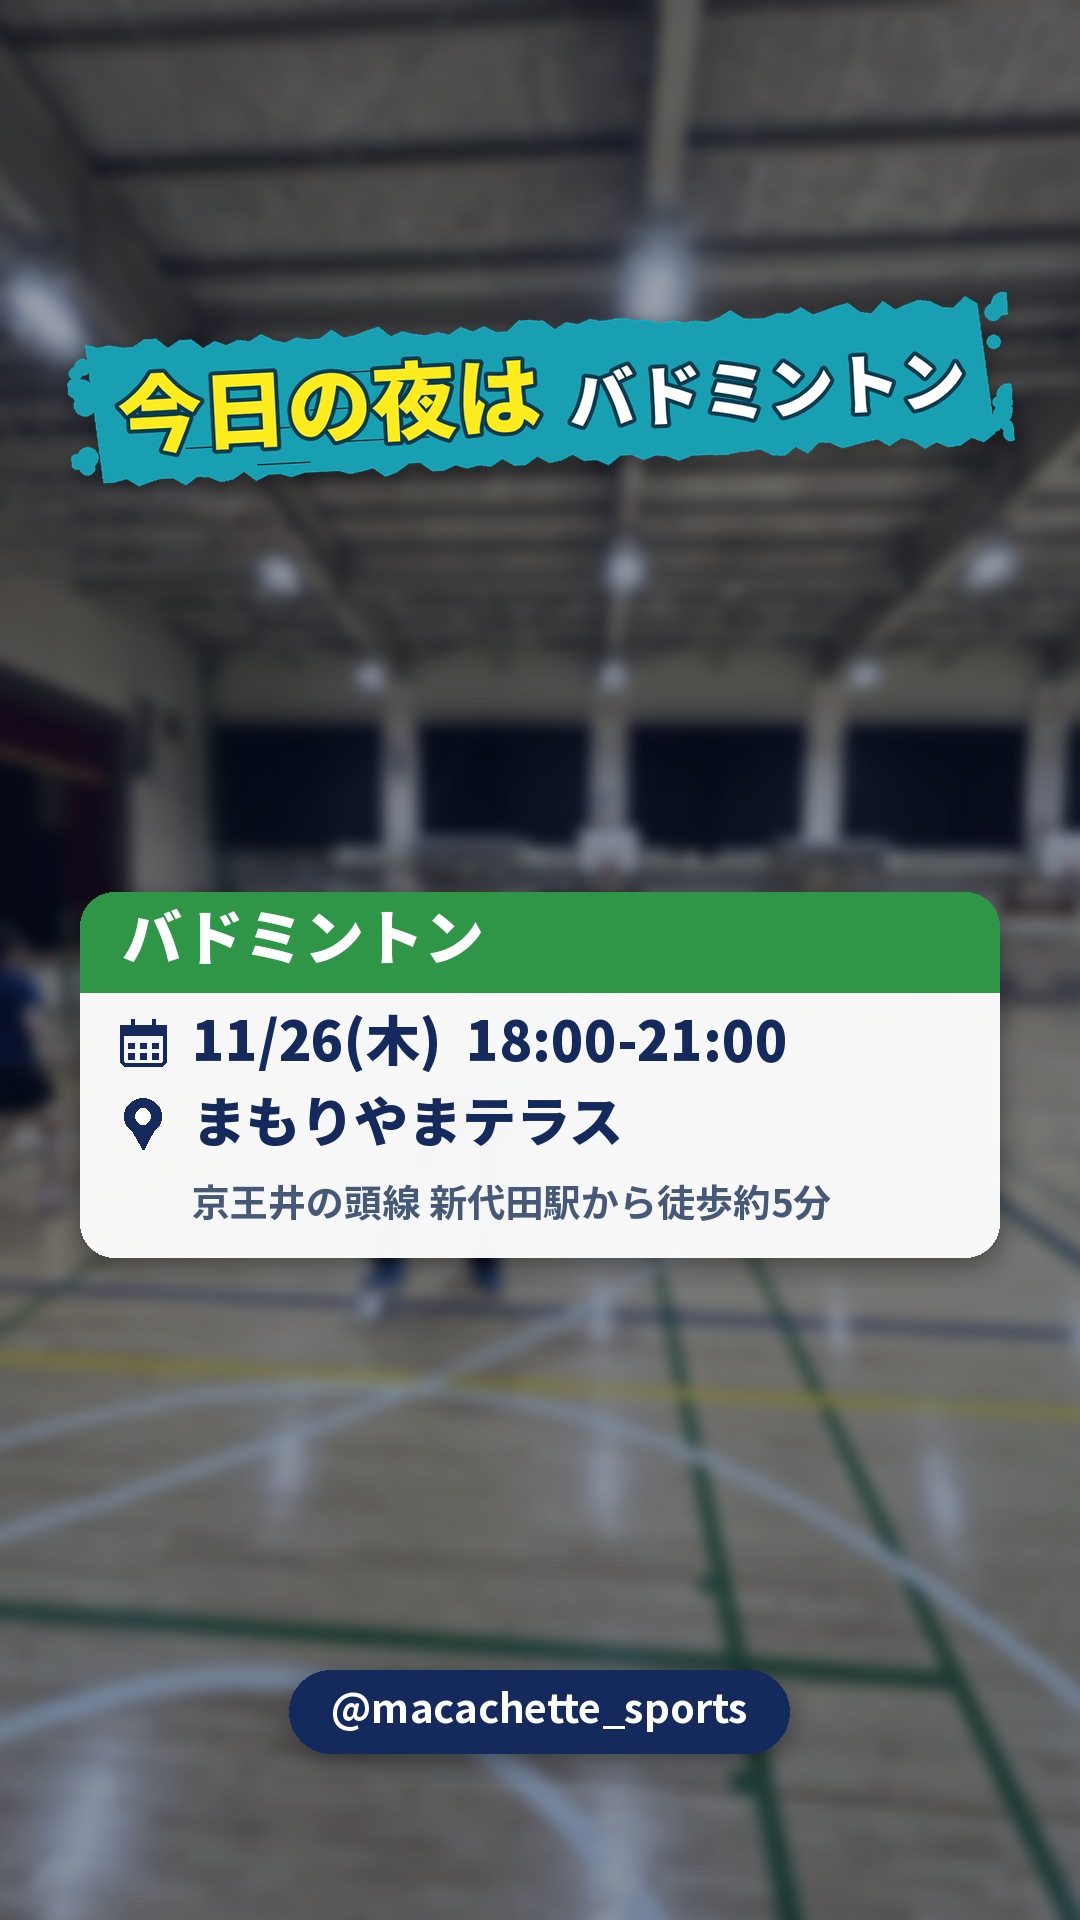 今日の夜は バドミントン
バドミントン
11/26(木) 18:00-21:00
まもりやまテラス
京王井の頭線 新代田駅から徒歩約5分
@macachette_sports